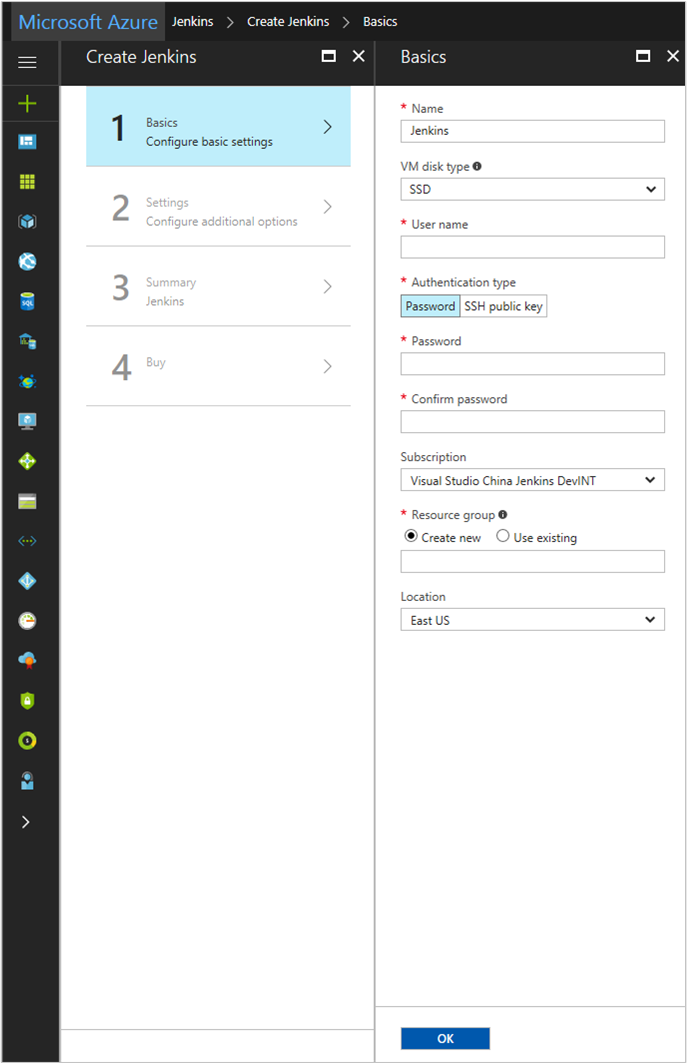 Microsoft Azure Jenkins > Create Jenkins > Basics
Create Jenkins
1
Basics
Configure basic settings
2
Settings
Configure additional options
3
Summary
Jenkins
4
Buy
Basics
* Name
Jenkins
VM disk type
SSD
* User name
* Authentication type
Password SSH public key
* Password
* Confirm password
Subscription
Visual Studio China Jenkins DevINT
* Resource group
Create new Use existing
Location
East US
OK
SQL